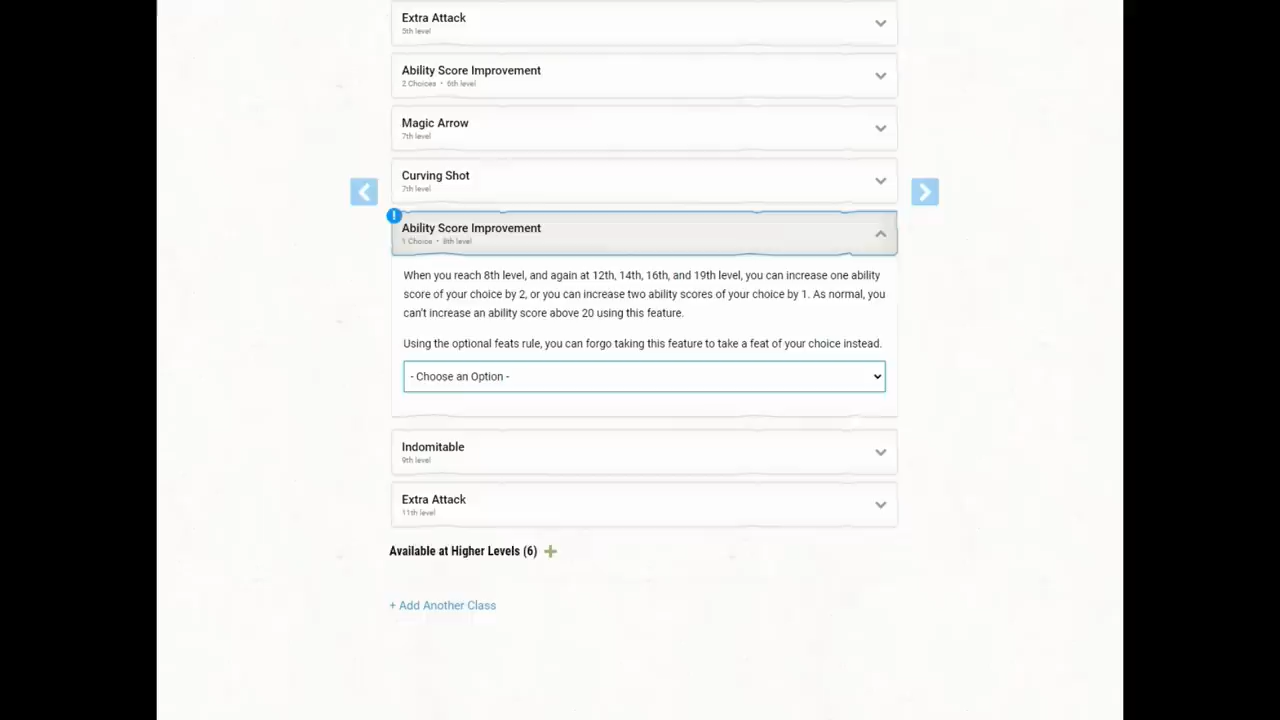 Extra Attack
5th level
Ability Score Improvement
2 Choices • 6th level
Magic Arrow
7th level
Curving Shot
7th level
!
Ability Score Improvement
1 Choice • 8th level
When you reach 8th level, and again at 12th, 14th, 16th, and 19th level, you can increase one ability
score of your choice by 2, or you can increase two ability scores of your choice by 1. As normal, you
can't increase an ability score above 20 using this feature.
Using the optional feats rule, you can forgo taking this feature to take a feat of your choice instead.
- Choose an Option -
Indomitable
9th level
Extra Attack
11th level
Available at Higher Levels (6) +
+ Add Another Class